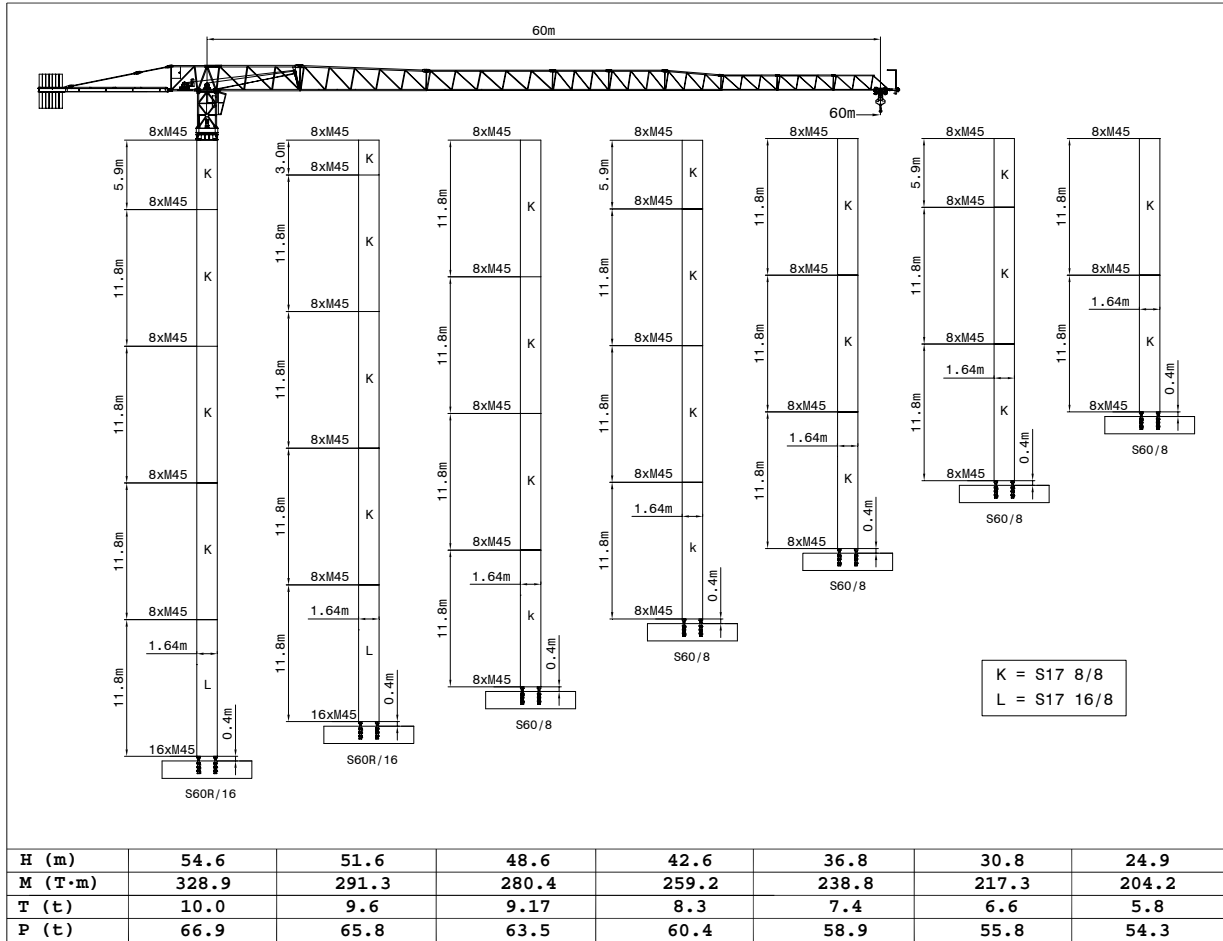 60m
60m
8xM45
5.9m
K
8xM45
11.8m
K
8xM45
11.8m
K
8xM45
11.8m
K
8xM45
1.64m
11.8m
L
0.4m
16xM45
S60R/16
8xM45
3.0m
K
8xM45
11.8m
K
8xM45
11.8m
K
8xM45
11.8m
K
8xM45
1.64m
11.8m
L
0.4m
16xM45
S60R/16
8xM45
11.8m
K
8xM45
11.8m
K
8xM45
11.8m
K
8xM45
1.64m
11.8m
k
0.4m
8xM45
S60/8
8xM45
5.9m
K
8xM45
11.8m
K
8xM45
11.8m
K
8xM45
1.64m
11.8m
k
0.4m
8xM45
S60/8
8xM45
11.8m
K
8xM45
11.8m
K
8xM45
1.64m
11.8m
K
0.4m
8xM45
S60/8
8xM45
5.9m
K
8xM45
11.8m
K
8xM45
1.64m
11.8m
K
0.4m
8xM45
S60/8
8xM45
11.8m
K
8xM45
1.64m
11.8m
K
0.4m
8xM45
S60/8
K = S17 8/8
L = S17 16/8
H (m) 54.6 51.6 48.6 42.6 36.8 30.8 24.9
M (T·m) 328.9 291.3 280.4 259.2 238.8 217.3 204.2
T (t) 10.0 9.6 9.17 8.3 7.4 6.6 5.8
P (t) 66.9 65.8 63.5 60.4 58.9 55.8 54.3